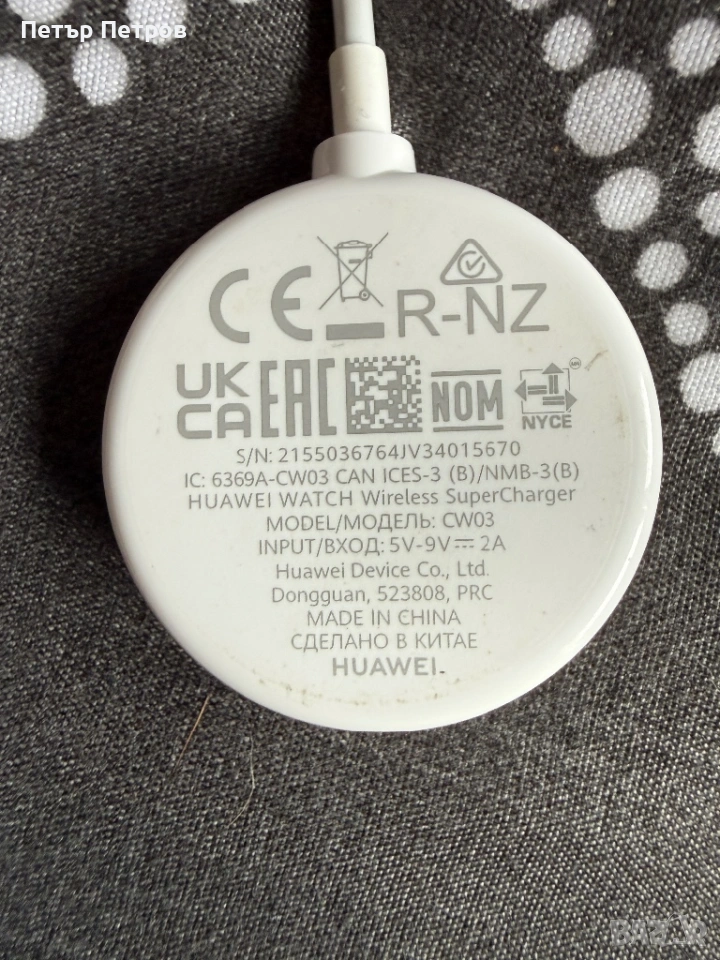 Петър Петров
CE R-NZ
UK
CA EAC NOM NYCE
S/N: 2155036764JV34015670
IC: 6369A-CW03 CAN ICES-3 (B)/NMB-3(B)
HUAWEI WATCH Wireless SuperCharger
MODEL/МОДЕЛЬ: CW03
INPUT/ВХОД: 5V-9V⎓2A
Huawei Device Co., Ltd.
Dongguan, 523808, PRC
MADE IN CHINA
СДЕЛАНО В КИТАЕ
HUAWEI